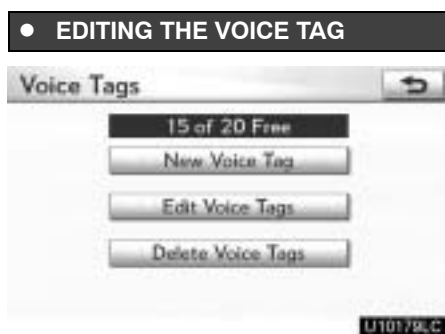 ● EDITING THE VOICE TAG
Voice Tags
15 of 20 Free
New Voice Tag
Edit Voice Tags
Delete Voice Tags
U10179LC